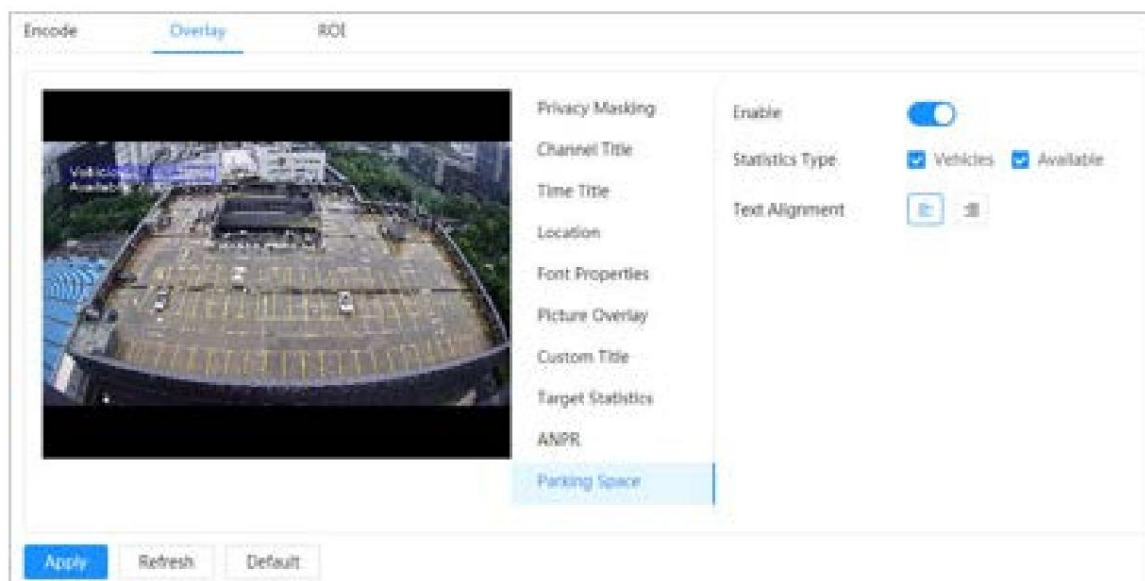 Encode Overlay ROI
Privacy Masking
Channel Title
Time Title
Location
Font Properties
Picture Overlay
Custom Title
Target Statistics
ANPR
Parking Space
Enable
Statistics Type Vehicles Available
Text Alignment
Apply Refresh Default